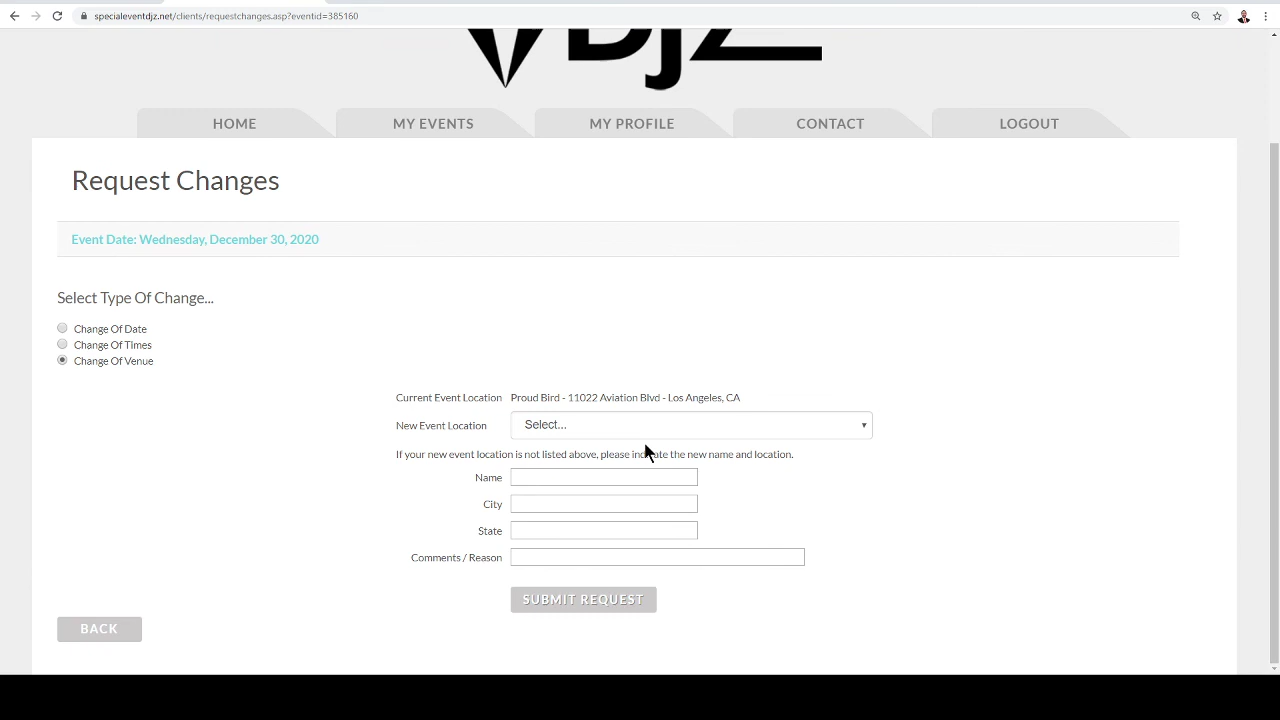 specialeventdjz.net/clients/requestchanges.asp?eventid=385160
DJZ
HOME MY EVENTS MY PROFILE CONTACT LOGOUT
Request Changes
Event Date: Wednesday, December 30, 2020
Select Type Of Change...
Change Of Date
Change Of Times
Change Of Venue
Current Event Location Proud Bird - 11022 Aviation Blvd - Los Angeles, CA
New Event Location Select...
If your new event location is not listed above, please indicate the new name and location.
Name
City
State
Comments / Reason
SUBMIT REQUEST
BACK